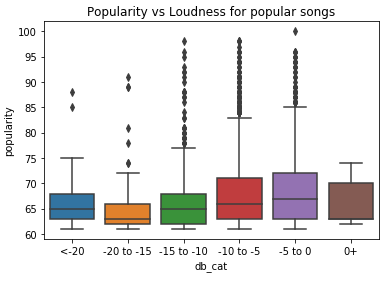 Popularity vs Loudness for popular songs
popularity
100
95
90
85
80
75
70
65
60
<-20
-20 to -15
-15 to -10
-10 to -5
-5 to 0
0+
db_cat